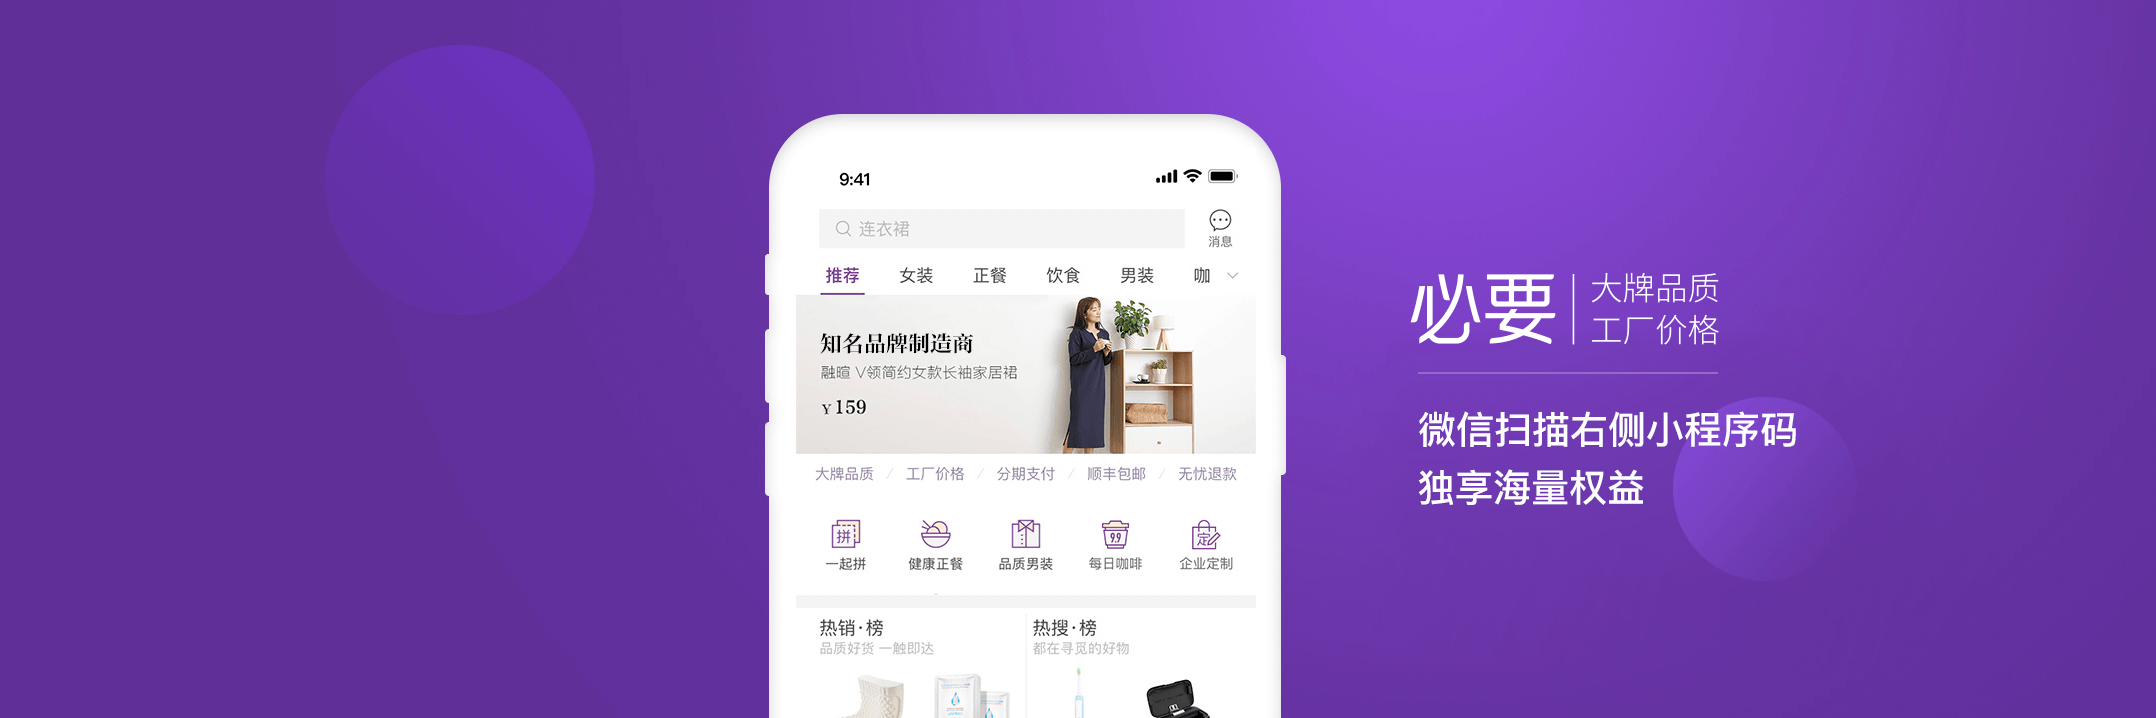 9:41
连衣裙
消息
推荐 女装 正餐 饮食 男装 咖
知名品牌制造商
融暄 V领简约女款长袖家居裙
¥159
大牌品质 / 工厂价格 / 分期支付 / 顺丰包邮 / 无忧退款
拼 9.9 定
一起拼 健康正餐 品质男装 每日咖啡 企业定制
热销·榜 热搜·榜
品质好货 一触即达 都在寻觅的好物
必要 大牌品质
工厂价格
微信扫描右侧小程序码
独享海量权益